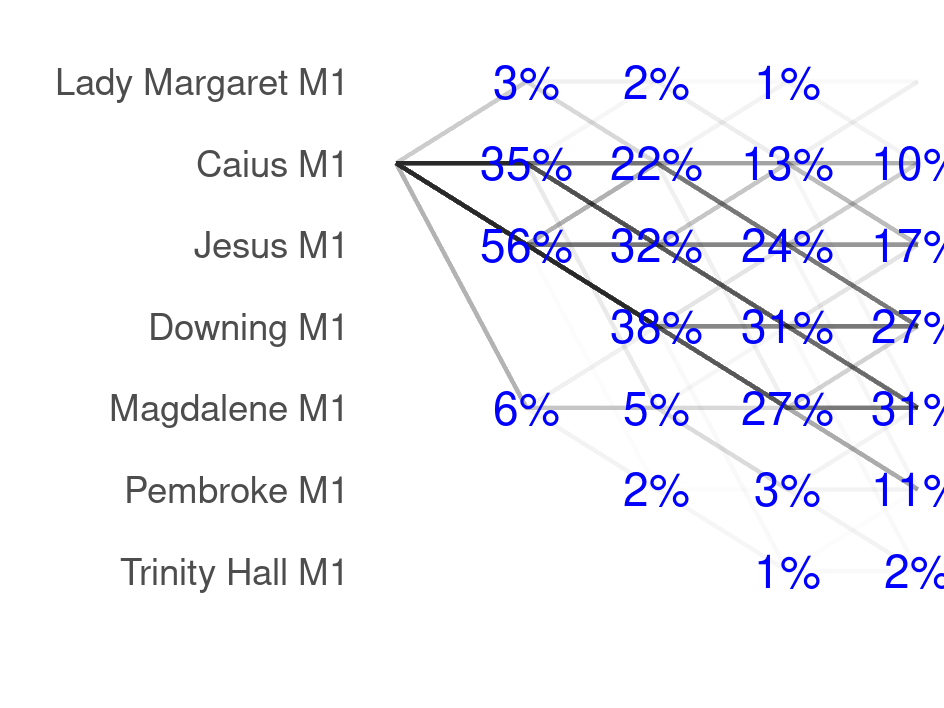 Lady Margaret M1 3% 2% 1%
Caius M1 35% 22% 13% 10%
Jesus M1 56% 32% 24% 17%
Downing M1 38% 31% 27%
Magdalene M1 6% 5% 27% 31%
Pembroke M1 2% 3% 11%
Trinity Hall M1 1% 2%